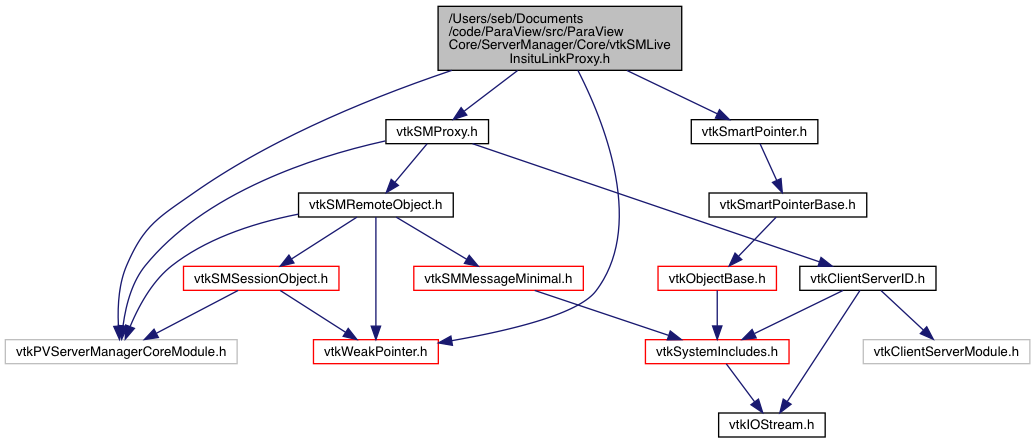 /Users/seb/Documents
/code/ParaView/src/ParaView
Core/ServerManager/Core/vtkSMLive
InsituLinkProxy.h
vtkSMProxy.h
vtkSmartPointer.h
vtkSMRemoteObject.h
vtkSmartPointerBase.h
vtkSMSessionObject.h
vtkSMMessageMinimal.h
vtkObjectBase.h
vtkClientServerID.h
vtkPVServerManagerCoreModule.h
vtkWeakPointer.h
vtkSystemIncludes.h
vtkClientServerModule.h
vtkIOStream.h